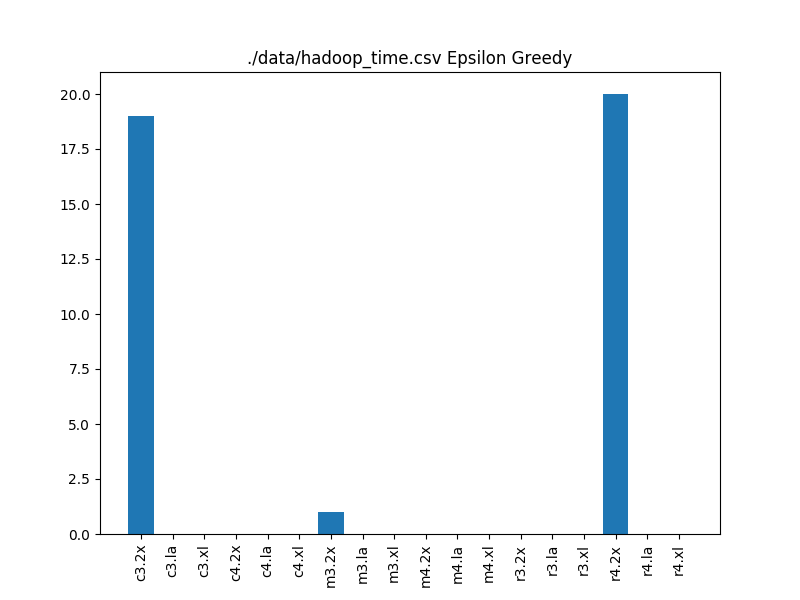 ./data/hadoop_time.csv Epsilon Greedy
20.0
17.5
15.0
12.5
10.0
7.5
5.0
2.5
0.0
c3.2x
c3.la
c3.xl
c4.2x
c4.la
c4.xl
m3.2x
m3.la
m3.xl
m4.2x
m4.la
m4.xl
r3.2x
r3.la
r3.xl
r4.2x
r4.la
r4.xl